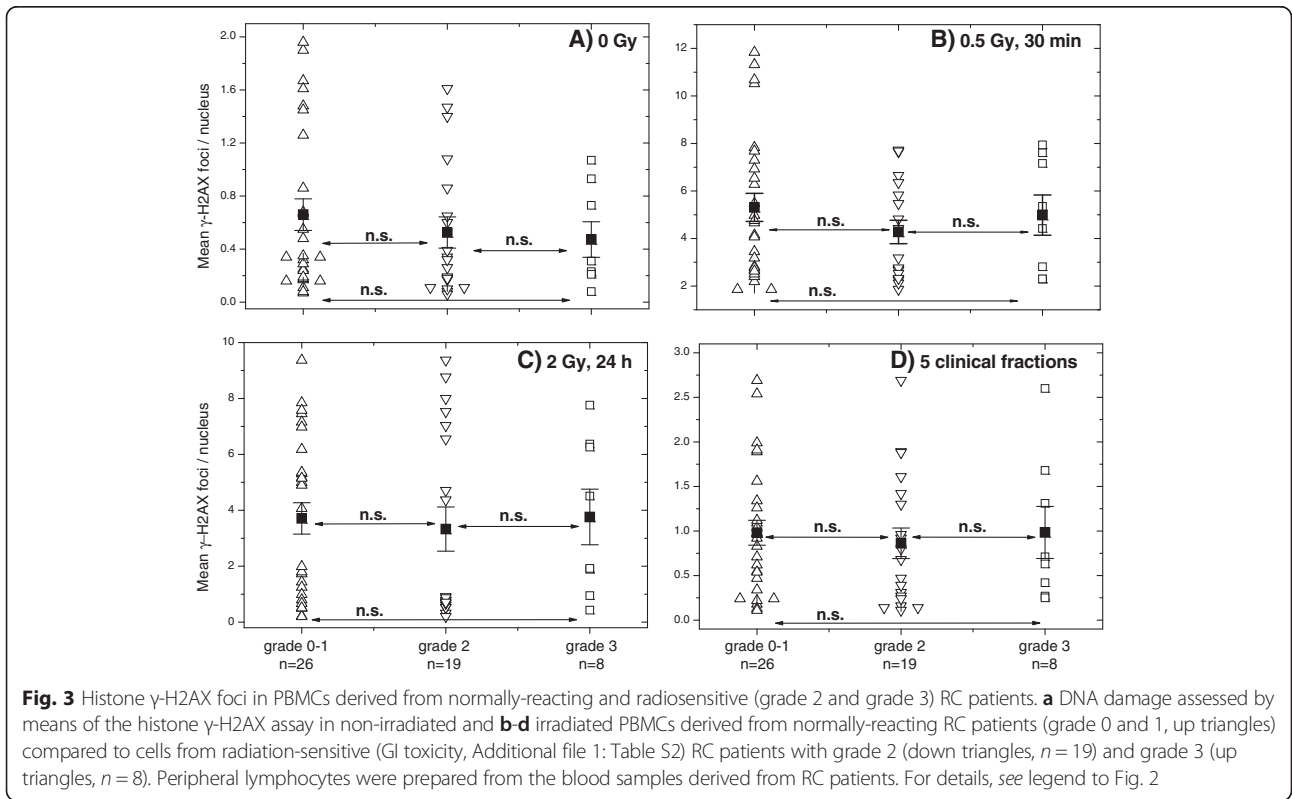 A) 0 Gy
2.0
1.6
1.2
0.8
0.4
0.0
Mean γ-H2AX foci / nucleus
n.s.
n.s.
n.s.
B) 0.5 Gy, 30 min
12
10
8
6
4
2
n.s.
n.s.
n.s.
C) 2 Gy, 24 h
10
8
6
4
2
0
Mean γ–H2AX foci / nucleus
n.s.
n.s.
n.s.
grade 0-1
n=26
grade 2
n=19
grade 3
n=8
D) 5 clinical fractions
3.0
2.5
2.0
1.5
1.0
0.5
0.0
n.s.
n.s.
n.s.
grade 0-1
n=26
grade 2
n=19
grade 3
n=8
Fig. 3 Histone γ-H2AX foci in PBMCs derived from normally-reacting and radiosensitive (grade 2 and grade 3) RC patients. a DNA damage assessed by
means of the histone γ-H2AX assay in non-irradiated and b-d irradiated PBMCs derived from normally-reacting RC patients (grade 0 and 1, up triangles)
compared to cells from radiation-sensitive (GI toxicity, Additional file 1: Table S2) RC patients with grade 2 (down triangles, n = 19) and grade 3 (up
triangles, n = 8). Peripheral lymphocytes were prepared from the blood samples derived from RC patients. For details, see legend to Fig. 2